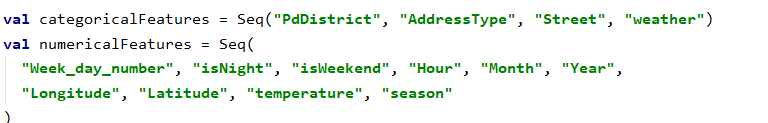 val categoricalFeatures = Seq("PdDistrict", "AddressType", "Street", "weather")
val numericalFeatures = Seq(
  "Week_day_number", "isNight", "isWeekend", "Hour", "Month", "Year",
  "Longitude", "Latitude", "temperature", "season"
)